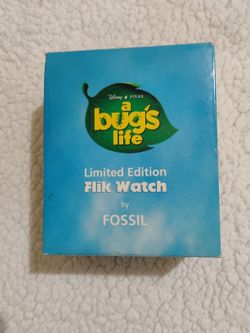 Disney • PIXAR
a
bug's
life
Limited Edition
Flik Watch
by
FOSSIL